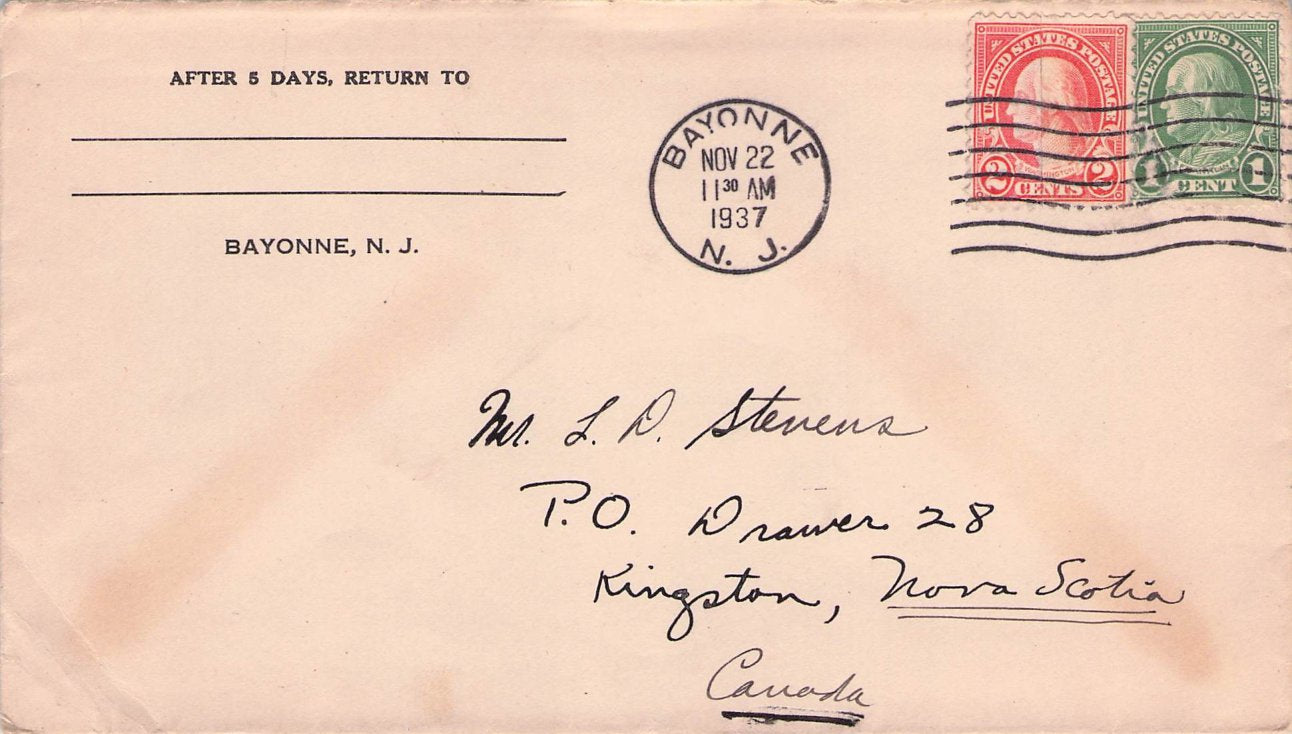 AFTER 5 DAYS, RETURN TO
BAYONNE, N. J.
BAYONNE
NOV 22
11 30 AM
1937
N. J.
UNITED STATES POSTAGE
WASHINGTON
2 CENTS 2
UNITED STATES POSTAGE
1 CENT 1
Mr. L. D. Stevens
P.O. Drawer 28
Kingston, Nova Scotia
Canada